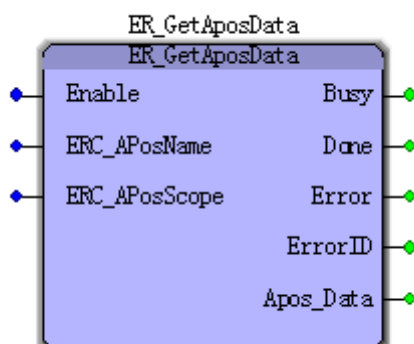 ER_GetAposData
ER_GetAposData
Enable Busy
ERC_APosName Done
ERC_APosScope Error
ErrorID
Apos_Data